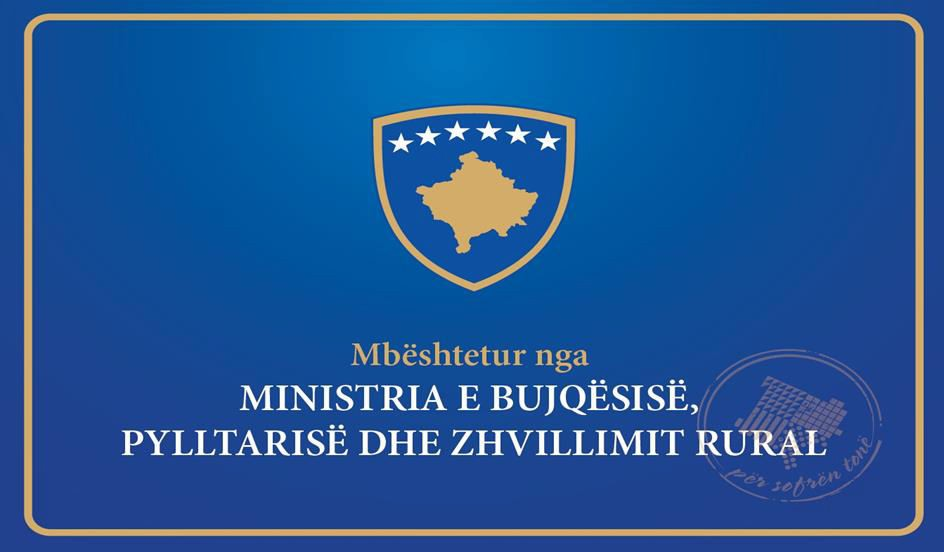 Mbështetur nga
MINISTRIA E BUJQËSISË,
PYLLTARISË DHE ZHVILLIMIT RURAL
për sofrën tonë